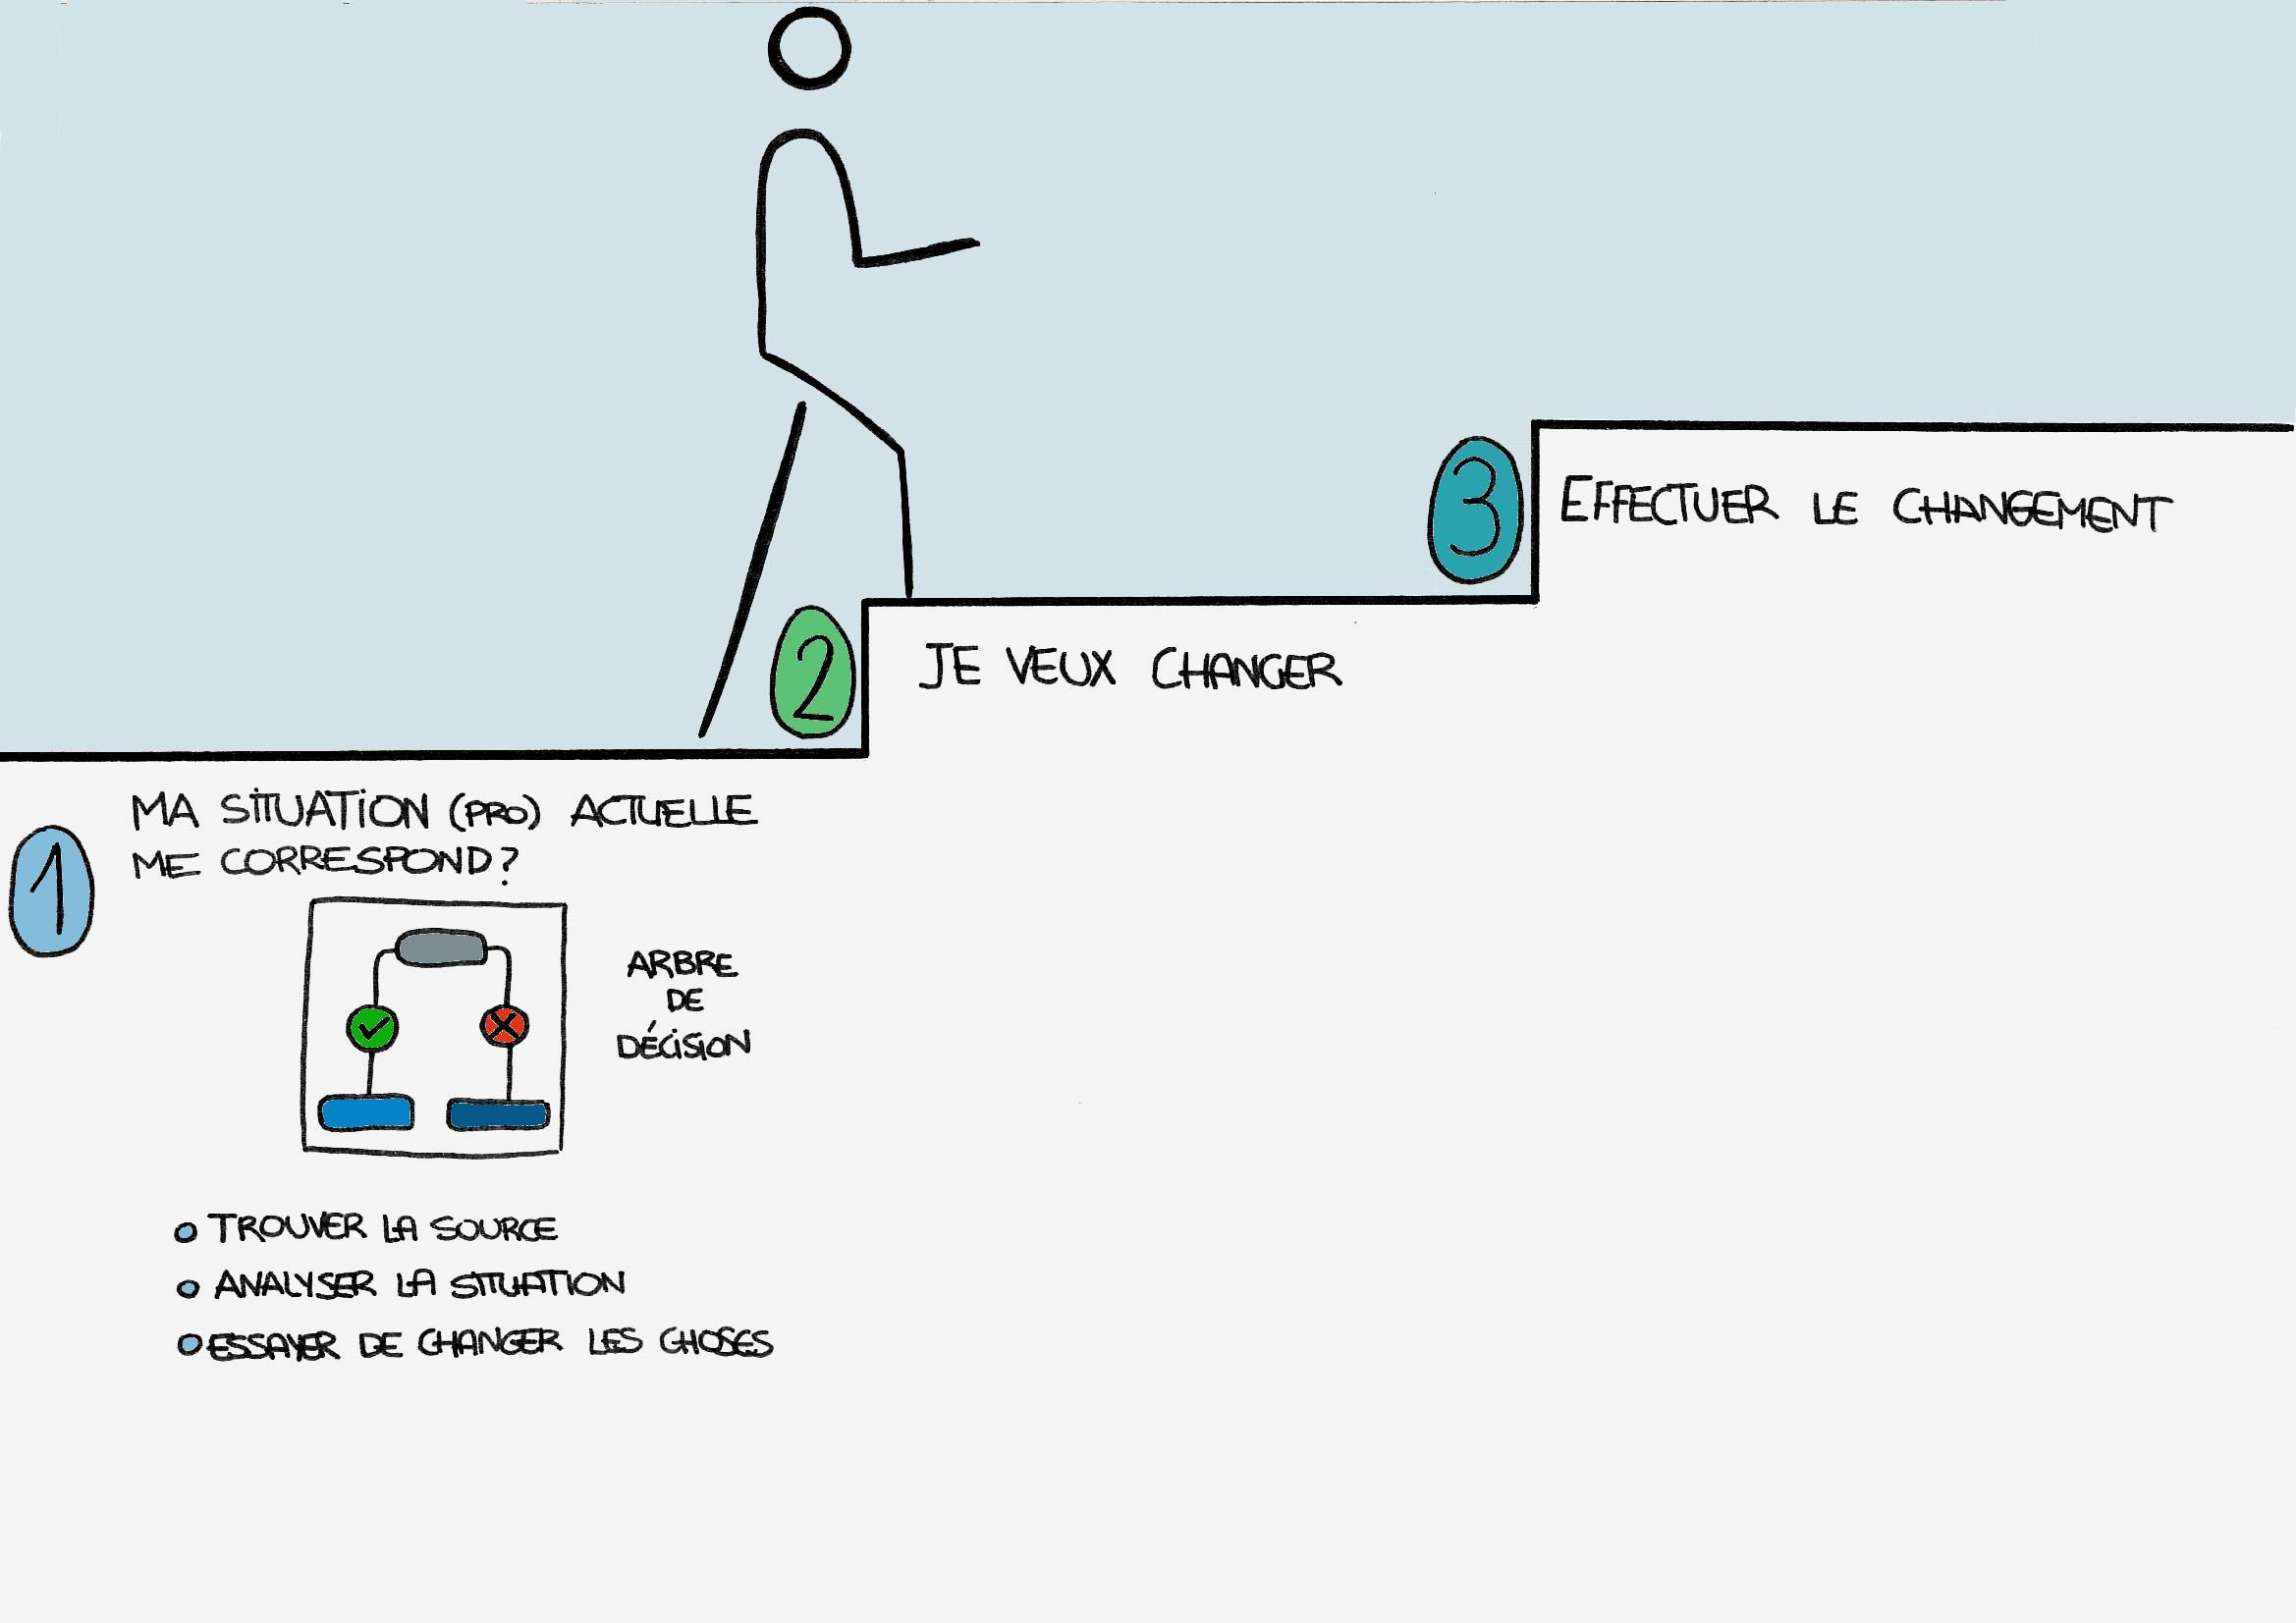 1
MA SITUATION (PRO) ACTUELLE
ME CORRESPOND?
ARBRE
DE
DÉCISION
• TROUVER LA SOURCE
• ANALYSER LA SITUATION
• ESSAYER DE CHANGER LES CHOSES
2
JE VEUX CHANGER
3
EFFECTUER LE CHANGEMENT